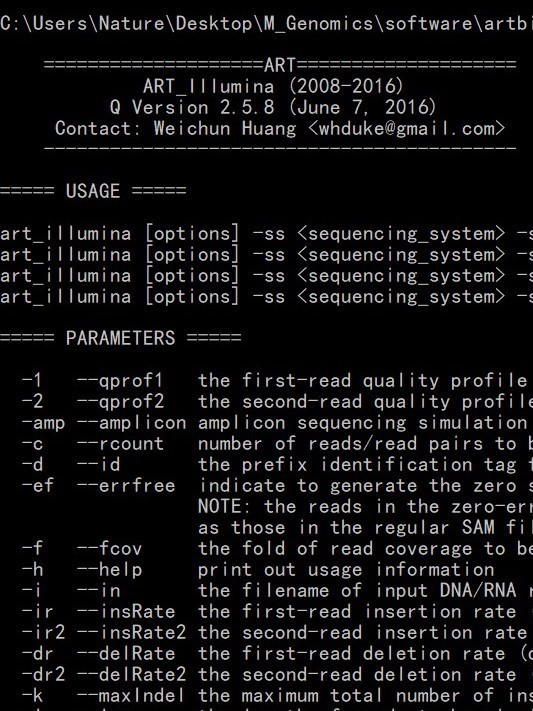 C:\Users\Nature\Desktop\M_Genomics\software\artbi
====================ART====================
ART_Illumina (2008-2016)
Q Version 2.5.8 (June 7, 2016)
Contact: Weichun Huang <whduke@gmail.com>
-------------------------------------------
===== USAGE =====
art_illumina [options] -ss <sequencing_system> -s
art_illumina [options] -ss <sequencing_system> -s
art_illumina [options] -ss <sequencing_system> -s
art_illumina [options] -ss <sequencing_system> -s
===== PARAMETERS =====
-1 --qprof1 the first-read quality profile
-2 --qprof2 the second-read quality profile
-amp --amplicon amplicon sequencing simulation
-c --rcount number of reads/read pairs to b
-d --id the prefix identification tag f
-ef --errfree indicate to generate the zero s
NOTE: the reads in the zero-err
as those in the regular SAM fil
-f --fcov the fold of read coverage to be
-h --help print out usage information
-i --in the filename of input DNA/RNA r
-ir --insRate the first-read insertion rate
-ir2 --insRate2 the second-read insertion rate
-dr --delRate the first-read deletion rate (d
-dr2 --delRate2 the second-read deletion rate
-k --maxIndel the maximum total number of ins